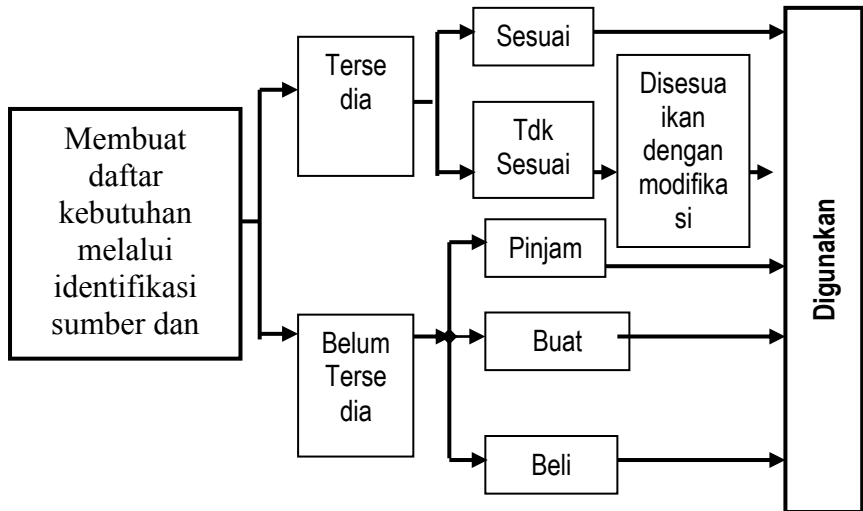 Membuat
daftar
kebutuhan
melalui
identifikasi
sumber dan
Terse
dia
Belum
Terse
dia
Sesuai
Tdk
Sesuai
Disesua
ikan
dengan
modifika
si
Pinjam
Buat
Beli
Digunakan